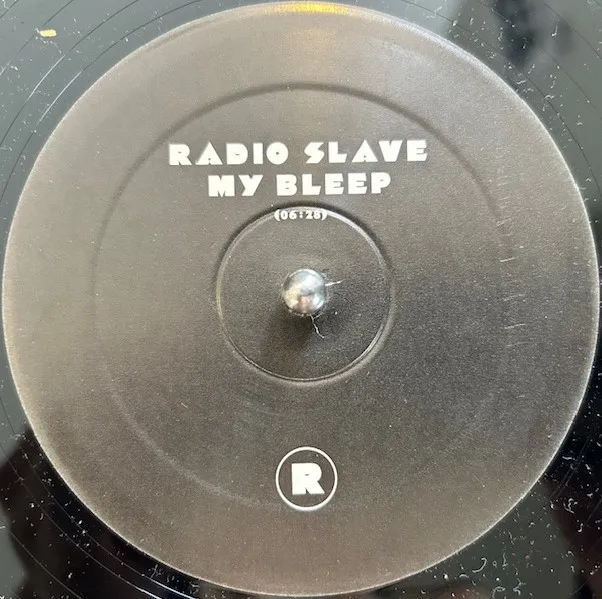 RADIO SLAVE
MY BLEEP
(06:28)
R